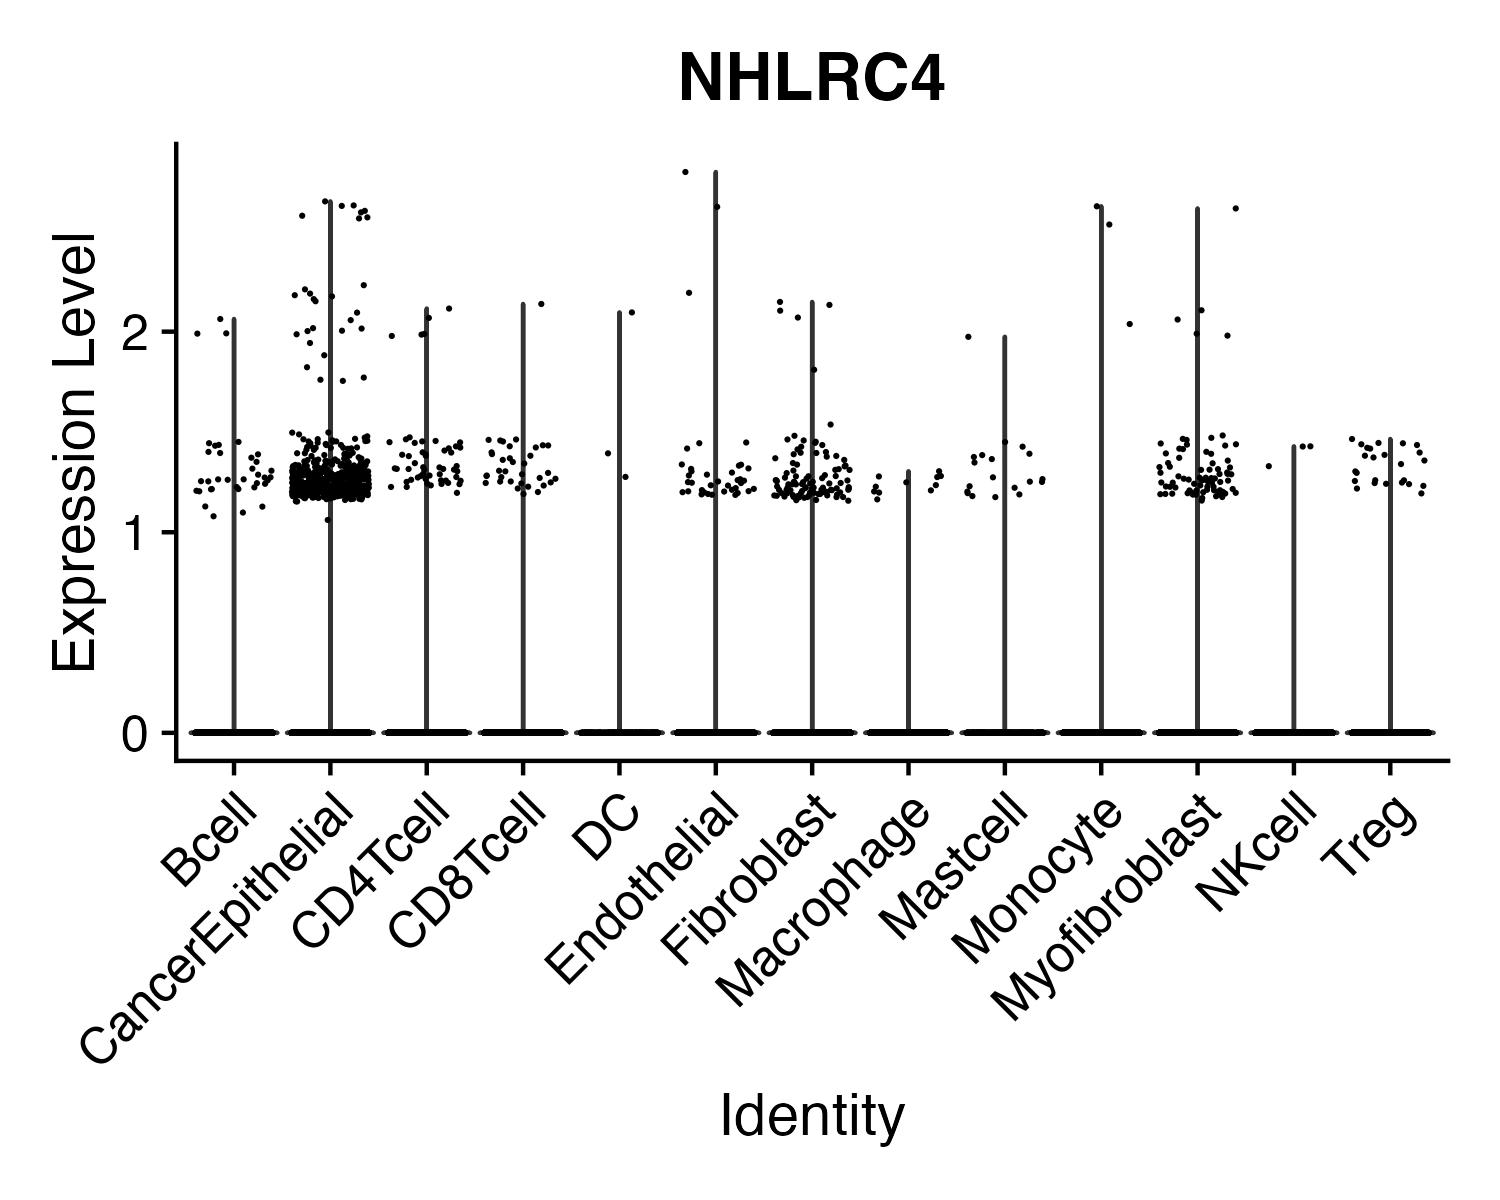 NHLRC4
Expression Level
2
1
0
Bcell
CancerEpithelial
CD4Tcell
CD8Tcell
DC
Endothelial
Fibroblast
Macrophage
Mastcell
Monocyte
Myofibroblast
NKcell
Treg
Identity